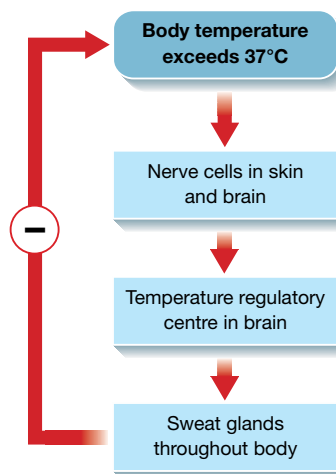 Body temperature
exceeds 37°C
Nerve cells in skin
and brain
–
Temperature regulatory
centre in brain
Sweat glands
throughout body